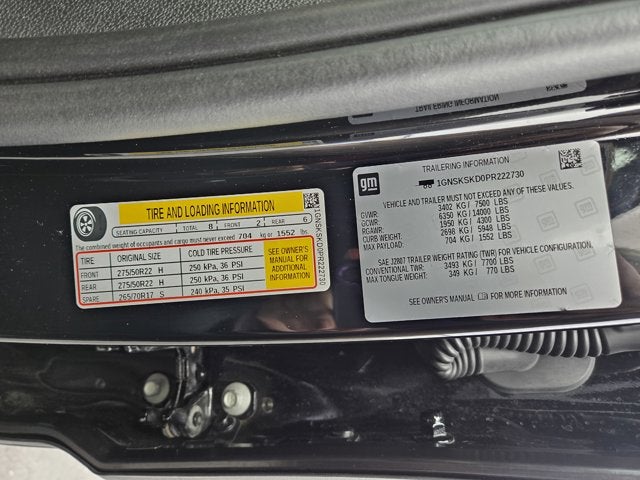 TIRE AND LOADING INFORMATION
SEATING CAPACITY TOTAL 8 FRONT 2 REAR 6
The combined weight of occupants and cargo must never exceed 704 kg or 1552 lbs
TIRE ORIGINAL SIZE COLD TIRE PRESSURE
FRONT 275/50R22 H 250 kPa, 36 PSI
REAR 275/50R22 H 250 kPa, 36 PSI
SPARE 265/70R17 S 240 kPa, 35 PSI
SEE OWNER'S
MANUAL FOR
ADDITIONAL
INFORMATION
1GNSKSKD0PR222730
gm
TRAILERING INFORMATION
1GNSKSKD0PR222730
VEHICLE AND TRAILER MUST NOT EXCEED ANY OF THESE VALUES.
GVWR: 3402 KG / 7500 LBS
GCWR: 6350 KG / 14000 LBS
RGAWR: 1950 KG / 4300 LBS
CURB WEIGHT: 2698 KG / 5948 LBS
MAX PAYLOAD: 704 KG / 1552 LBS
SAE J2807 TRAILER WEIGHT RATING (TWR) FOR VEHICLE CONFIGURATION.
CONVENTIONAL TWR: 3493 KG / 7700 LBS
MAX TONGUE WEIGHT: 349 KG / 770 LBS
SEE OWNER'S MANUAL FOR MORE INFORMATION